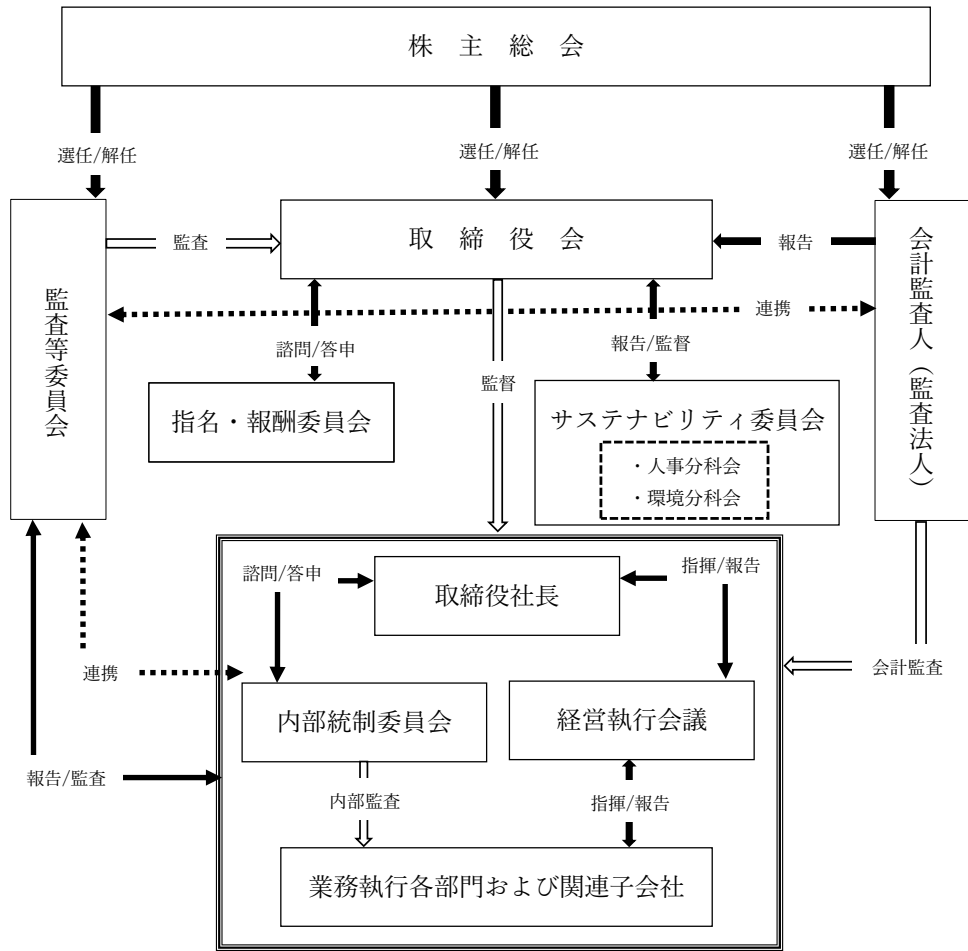 株主総会
選任/解任
選任/解任
選任/解任
監査等委員会
監査
取締役会
報告
会計監査人（監査法人）
連携
諮問/答申
報告/監督
監督
指名・報酬委員会
サステナビリティ委員会
・人事分科会
・環境分科会
諮問/答申
取締役社長
指揮/報告
連携
会計監査
内部統制委員会
経営執行会議
報告/監査
内部監査
指揮/報告
業務執行各部門および関連子会社